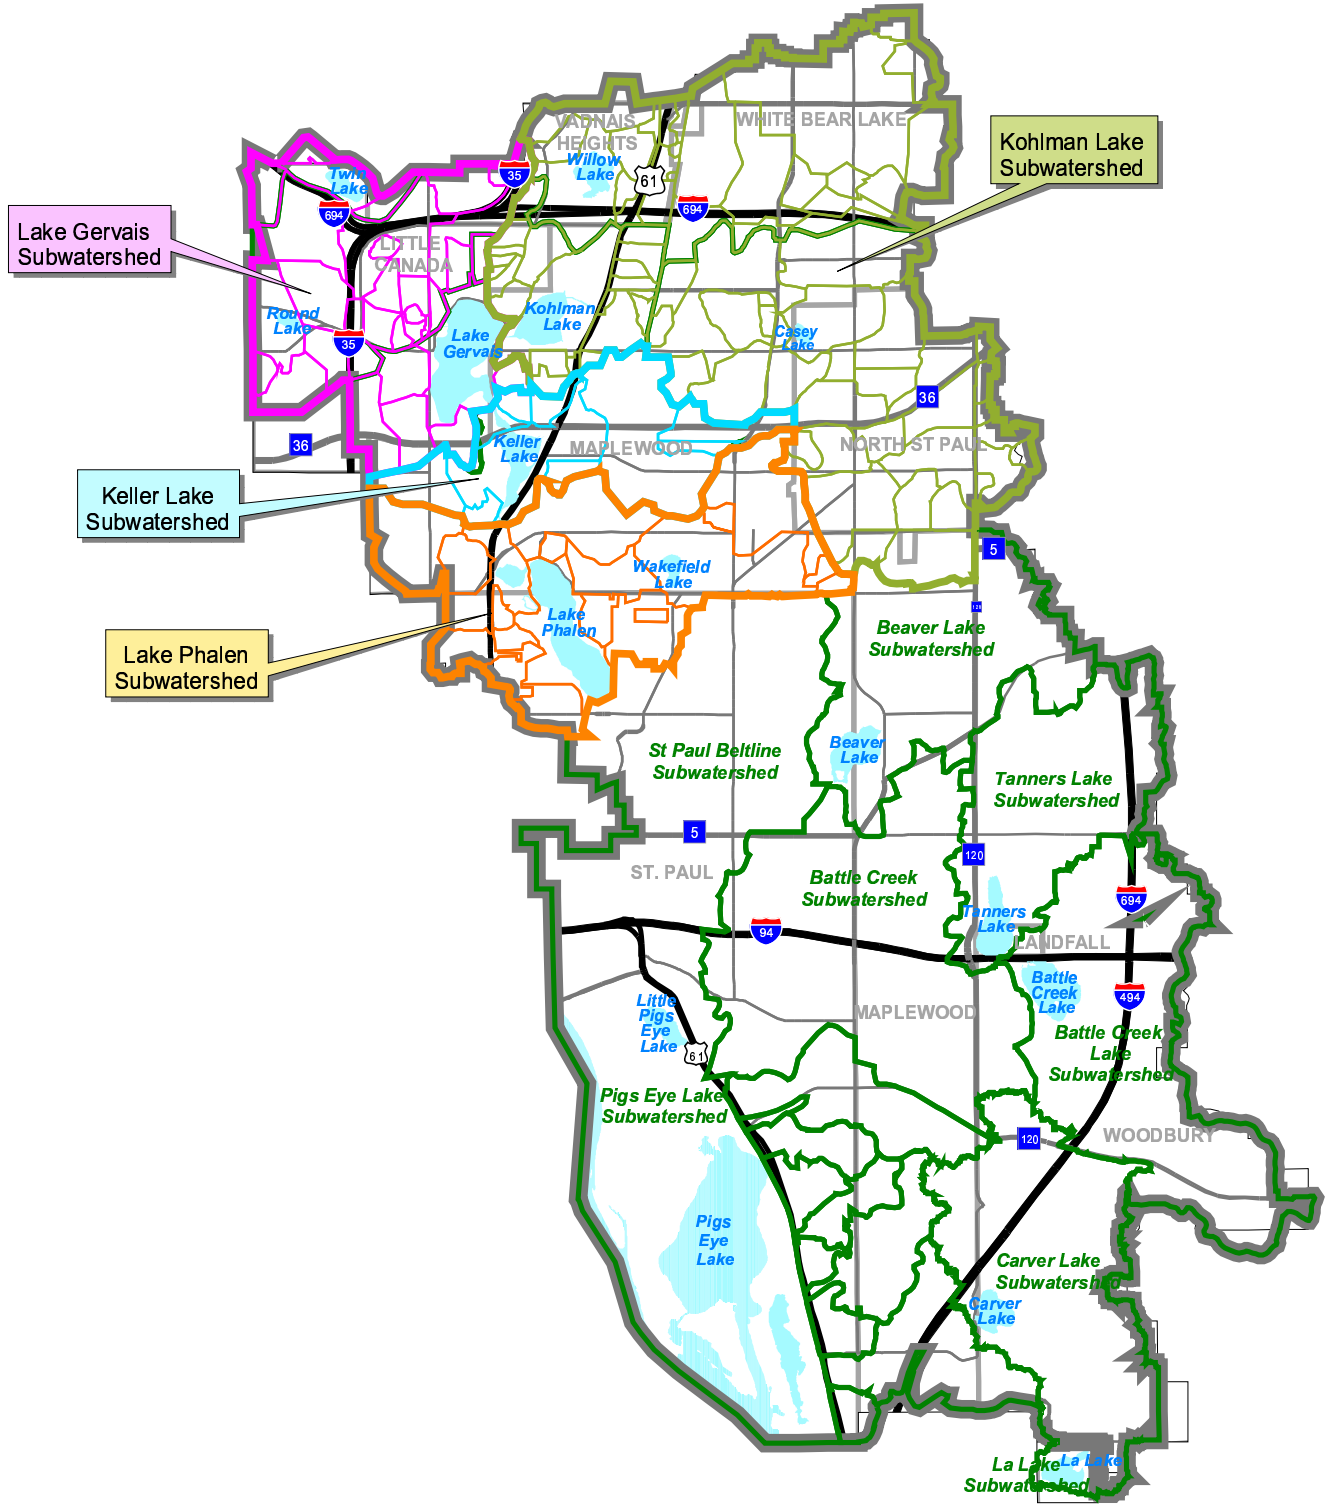 VADNAIS
HEIGHTS
WHITE BEAR LAKE
Willow
Lake
Kohlman Lake
Subwatershed
Twin
Lake
35
61
694
694
Lake Gervais
Subwatershed
LITTLE
CANADA
Round
Lake
35
Lake
Gervais
Kohlman
Lake
Casey
Lake
36
36
Keller
Lake
MAPLEWOOD
NORTH ST PAUL
Keller Lake
Subwatershed
5
Wakefield
Lake
120
Lake
Phalen
Beaver Lake
Subwatershed
Lake Phalen
Subwatershed
St Paul Beltline
Subwatershed
Beaver
Lake
Tanners Lake
Subwatershed
5
120
ST. PAUL
Battle Creek
Subwatershed
694
Tanners
Lake
94
LANDFALL
Battle
Creek
Lake
494
Little
Pigs
Eye
Lake
MAPLEWOOD
61
Battle Creek
Lake
Subwatershed
Pigs Eye Lake
Subwatershed
120
WOODBURY
Pigs
Eye
Lake
Carver Lake
Subwatershed
Carver
Lake
La Lake
Subwatershed
La Lake